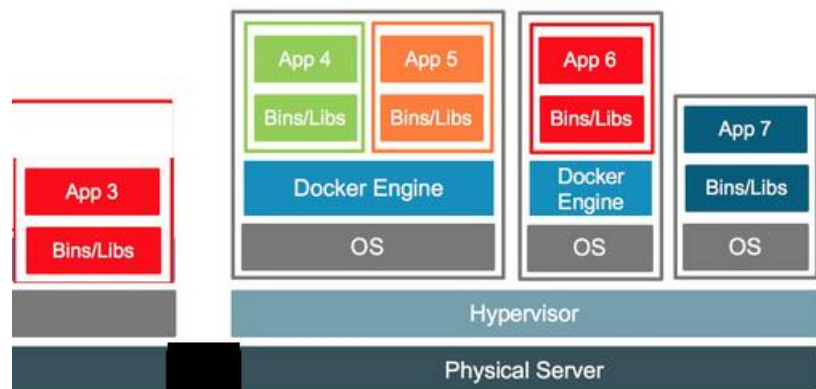 App 4
App 5
App 6
Bins/Libs
Bins/Libs
Bins/Libs
App 7
App 3
Docker Engine
Docker
Engine
Bins/Libs
Bins/Libs
OS
OS
OS
Hypervisor
Physical Server